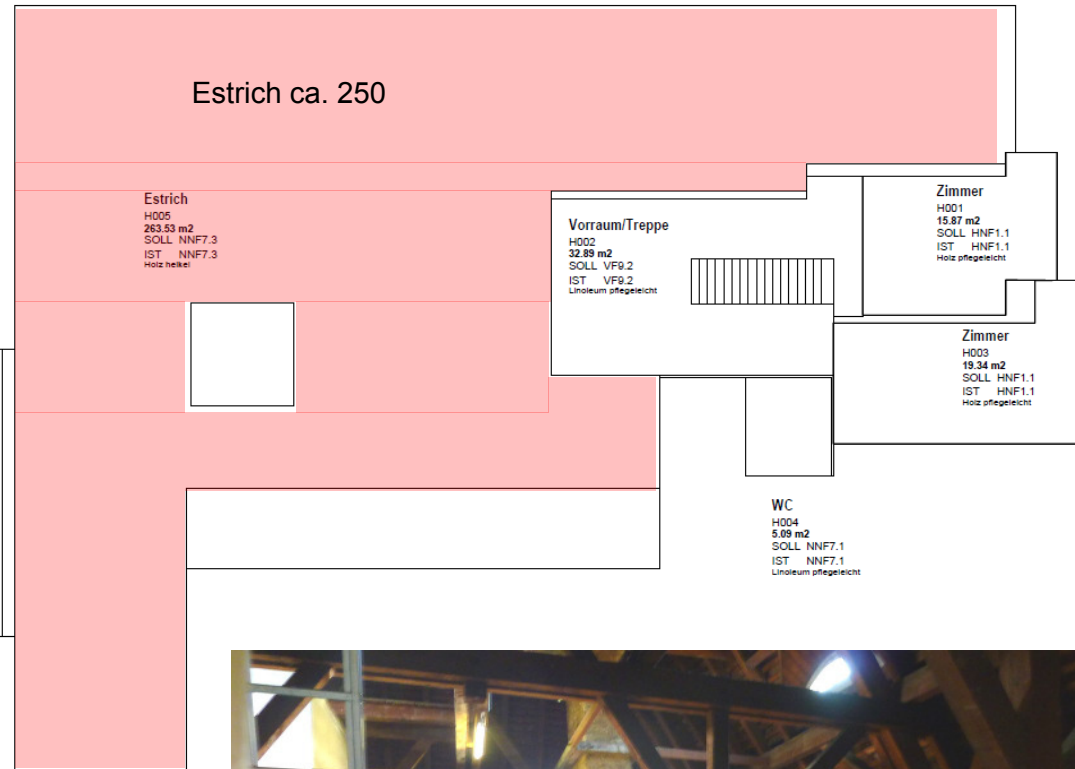 Estrich ca. 250
Estrich
H005
263.53 m2
SOLL NNF7.3
IST NNF7.3
Holz heikel
Vorraum/Treppe
H002
32.89 m2
SOLL VF9.2
IST VF9.2
Linoleum pflegeleicht
Zimmer
H001
15.87 m2
SOLL HNF1.1
IST HNF1.1
Holz pflegeleicht
Zimmer
H003
19.34 m2
SOLL HNF1.1
IST HNF1.1
Holz pflegeleicht
WC
H004
5.09 m2
SOLL NNF7.1
IST NNF7.1
Linoleum pflegeleicht